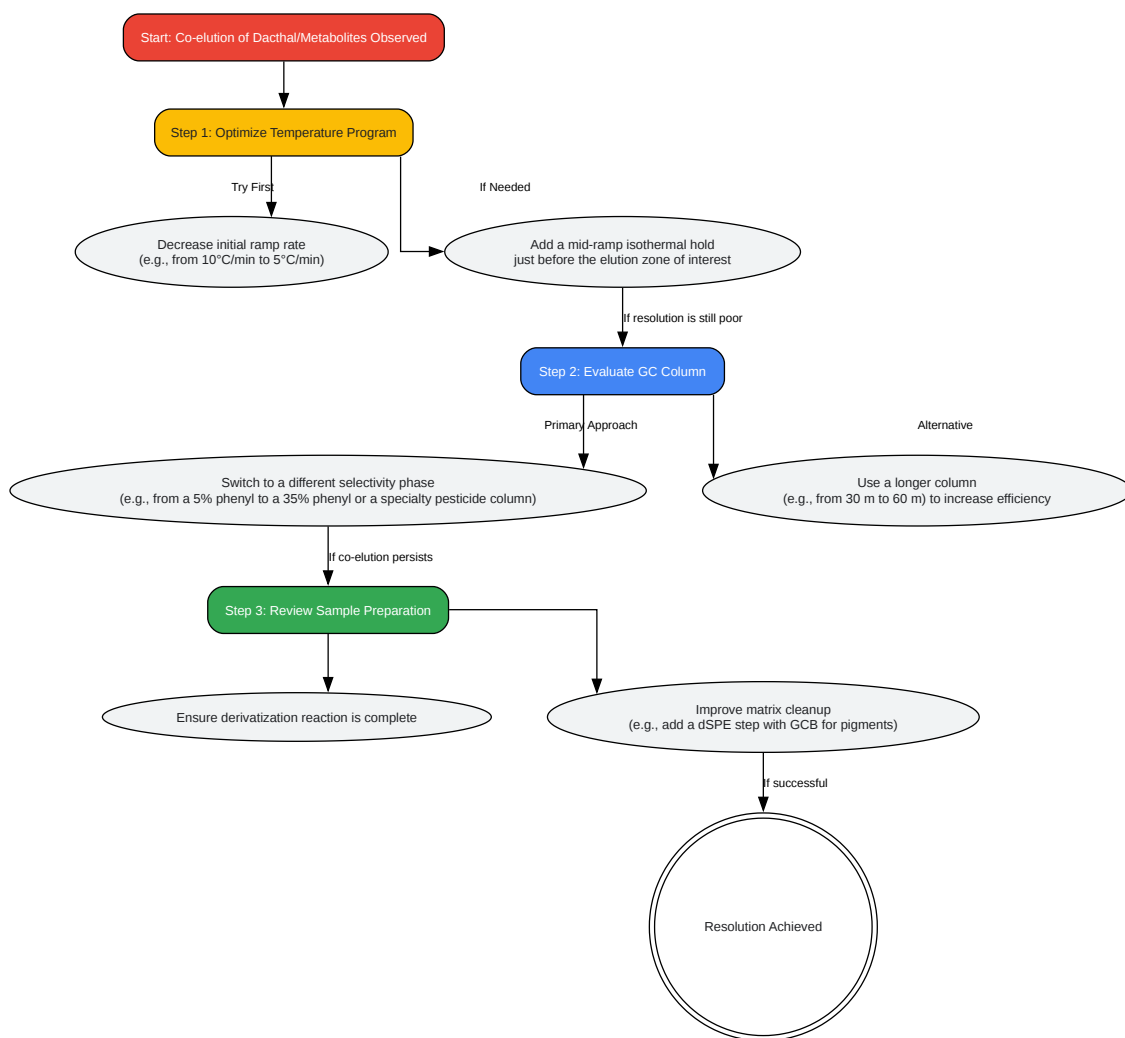 Start: Co-elution of Dacthal/Metabolites Observed
Step 1: Optimize Temperature Program
Try First
If Needed
Decrease initial ramp rate
(e.g., from 10°C/min to 5°C/min)
Add a mid-ramp isothermal hold
just before the elution zone of interest
If resolution is still poor
Step 2: Evaluate GC Column
Primary Approach
Alternative
Switch to a different selectivity phase
(e.g., from a 5% phenyl to a 35% phenyl or a specialty pesticide column)
Use a longer column
(e.g., from 30 m to 60 m) to increase efficiency
If co-elution persists
Step 3: Review Sample Preparation
Ensure derivatization reaction is complete
Improve matrix cleanup
(e.g., add a dSPE step with GCB for pigments)
If successful
Resolution Achieved